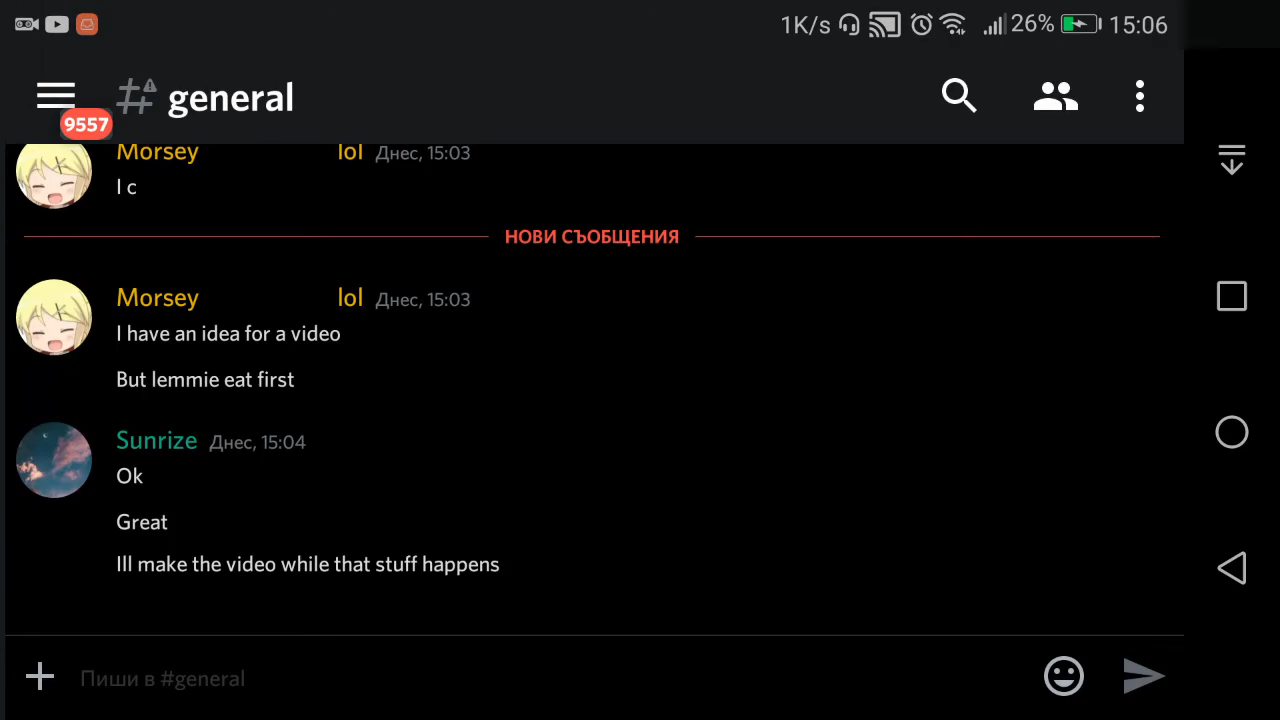 1K/s 26% 15:06
9557
# general
Morsey lol Днес, 15:03
I c
НОВИ СЪОБЩЕНИЯ
Morsey lol Днес, 15:03
I have an idea for a video
But lemmie eat first
Sunrize Днес, 15:04
Ok
Great
Ill make the video while that stuff happens
Пиши в #general